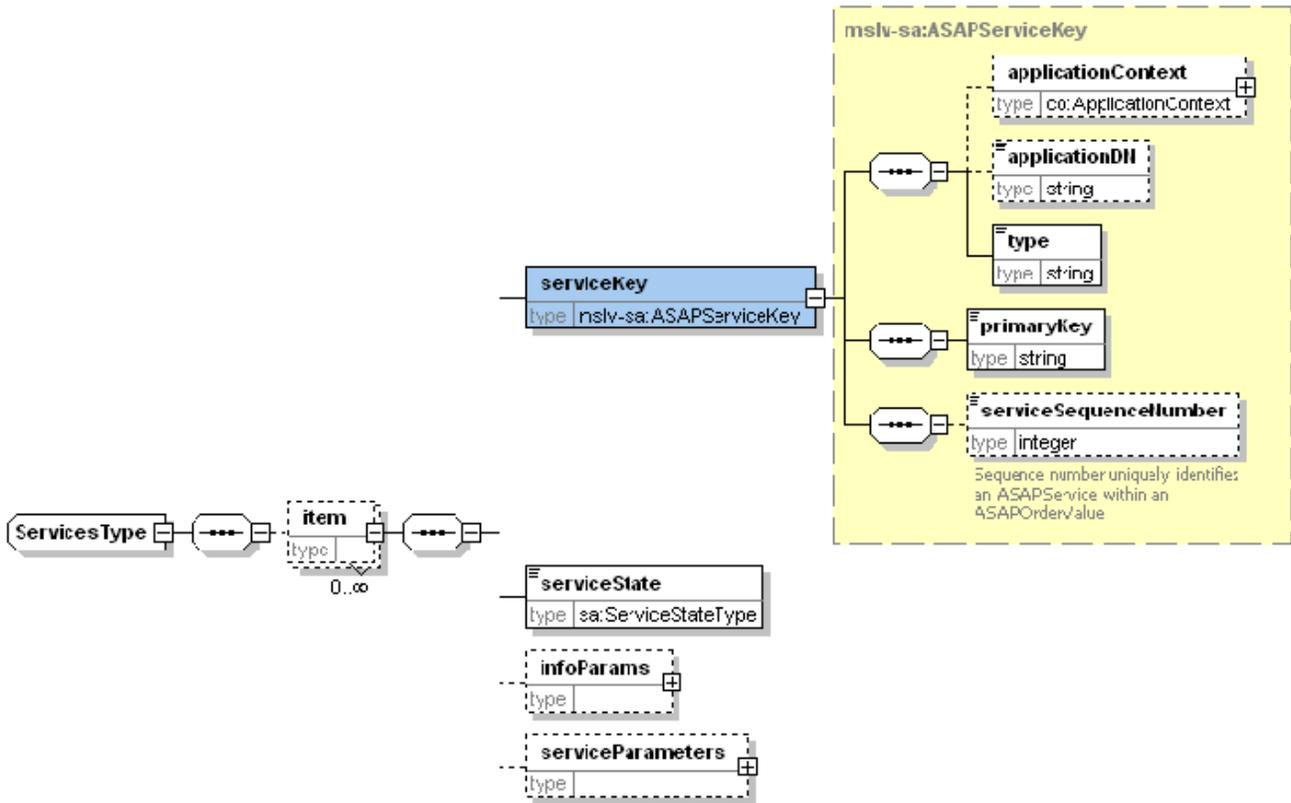 mslv-sa:ASAPServiceKey
applicationContext
type co:ApplicationContext
applicationDN
type string
type
type string
serviceKey
type mslv-sa:ASAPServiceKey
primaryKey
type string
serviceSequenceNumber
type integer
Sequence number uniquely identifies
an ASAPService within an
ASAPOrderValue
ServicesType
item
type
0..∞
serviceState
type sa:ServiceStateType
infoParams
type
serviceParameters
type